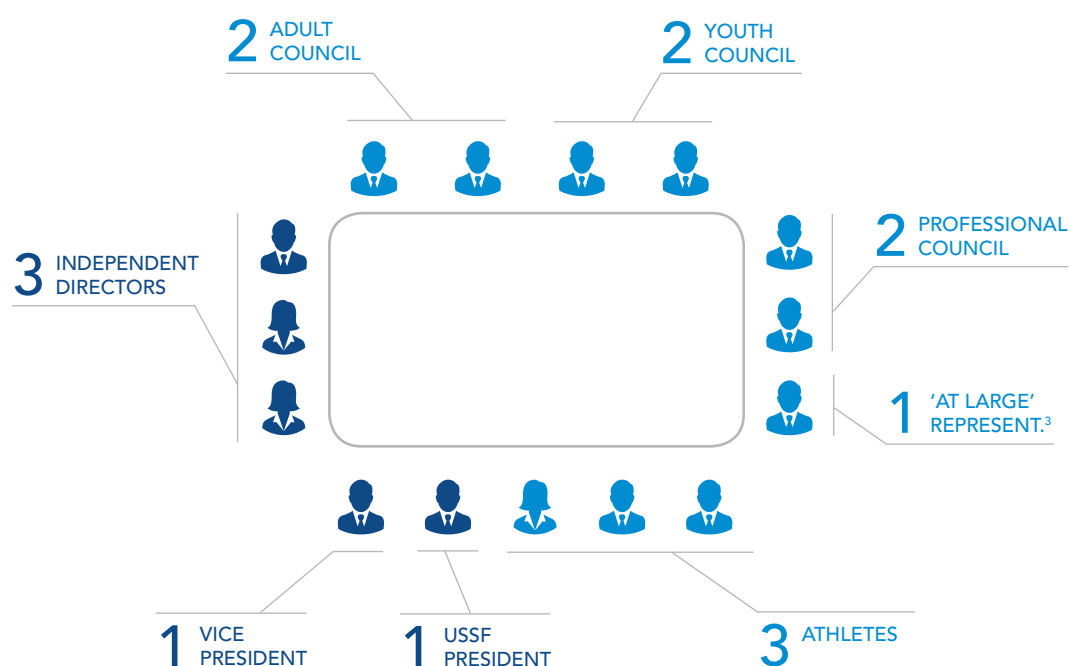 2 ADULT
COUNCIL
2 YOUTH
COUNCIL
2 PROFESSIONAL
COUNCIL
3 INDEPENDENT
DIRECTORS
1 'AT LARGE'
REPRESENT.³
1 VICE
PRESIDENT
1 USSF
PRESIDENT
3 ATHLETES